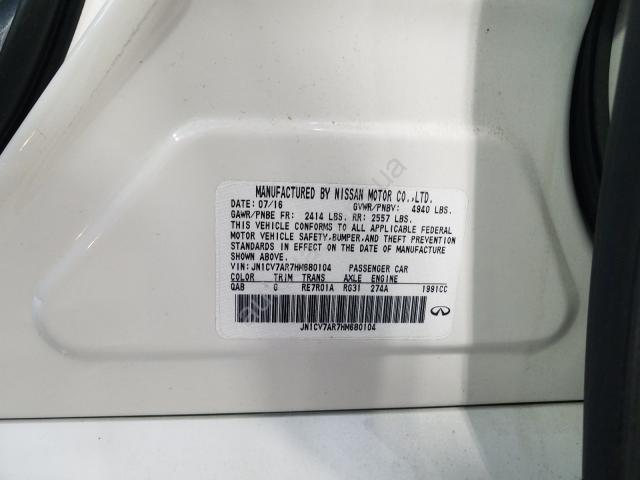 MANUFACTURED BY NISSAN MOTOR CO.,LTD.
DATE: 07/16 GVWR/PNBV: 4940 LBS.
GAWR/PNBE FR: 2414 LBS. RR: 2557 LBS.
THIS VEHICLE CONFORMS TO ALL APPLICABLE FEDERAL
MOTOR VEHICLE SAFETY,BUMPER,AND THEFT PREVENTION
STANDARDS IN EFFECT ON THE DATE OF MANUFACTURE
SHOWN ABOVE.
VIN: JN1CV7AR7HM680104 PASSENGER CAR
COLOR TRIM TRANS AXLE ENGINE
QAB G RE7R01A RG31 274A 1991CC
JN1CV7AR7HM680104